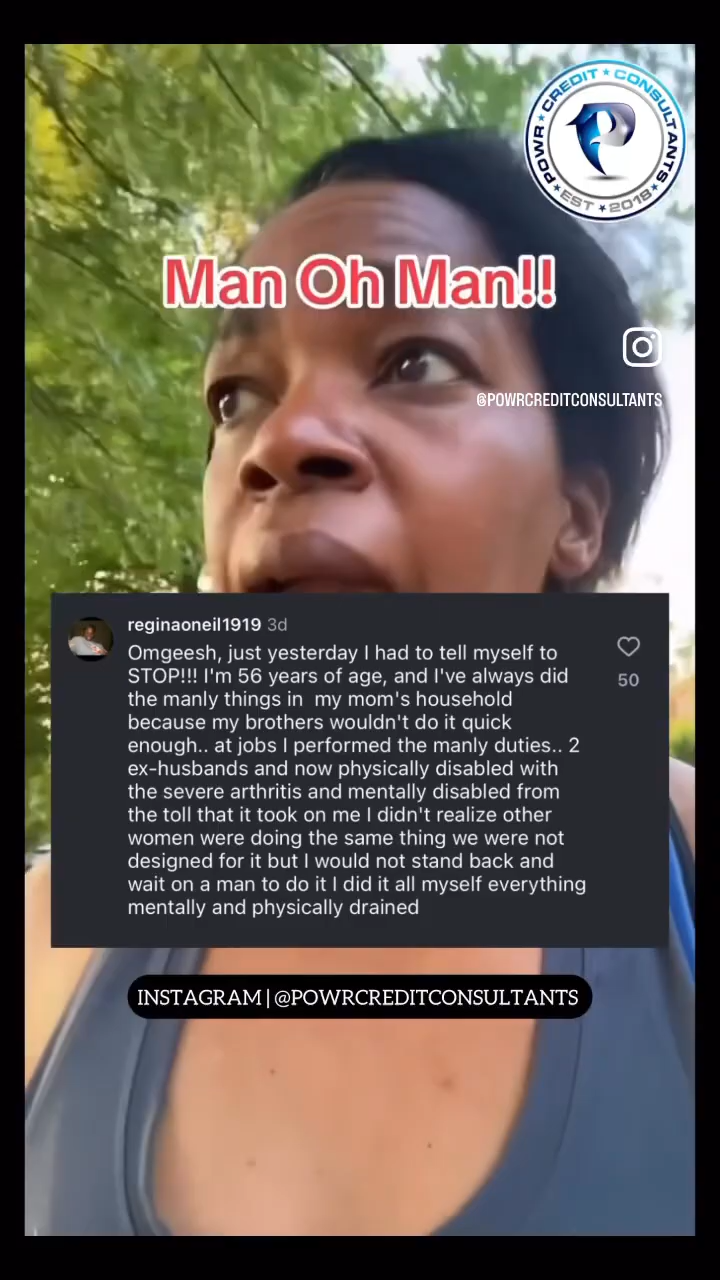 POWR ★ CREDIT ★ CONSULTANTS
★ EST ★ 2018 ★
Man Oh Man!!
@POWRCREDITCONSULTANTS
reginaoneil1919 3d
Omgeesh, just yesterday I had to tell myself to
STOP!!! I'm 56 years of age, and I've always did
the manly things in  my mom's household
because my brothers wouldn't do it quick
enough.. at jobs I performed the manly duties.. 2
ex-husbands and now physically disabled with
the severe arthritis and mentally disabled from
the toll that it took on me I didn't realize other
women were doing the same thing we were not
designed for it but I would not stand back and
wait on a man to do it I did it all myself everything
mentally and physically drained
50
INSTAGRAM | @POWRCREDITCONSULTANTS